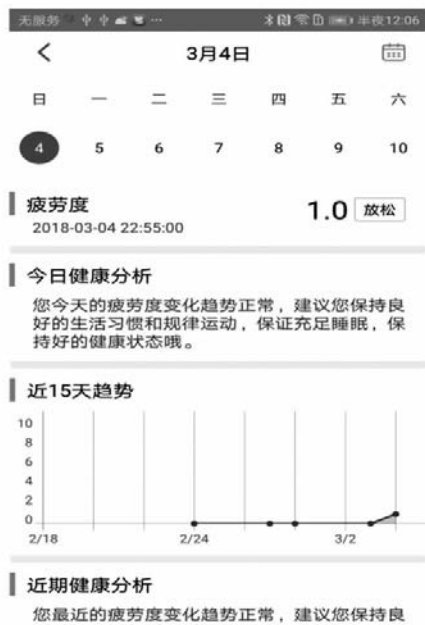 无服务 ··· 半夜12:06
3月4日
日 一 二 三 四 五 六
4 5 6 7 8 9 10
疲劳度
1.0 放松
2018-03-04 22:55:00
今日健康分析
您今天的疲劳度变化趋势正常，建议您保持良
好的生活习惯和规律运动，保证充足睡眠，保
持好的健康状态哦。
近15天趋势
10
8
6
4
2
0
2/18 2/24 3/2
近期健康分析
您最近的疲劳度变化趋势正常，建议您保持良